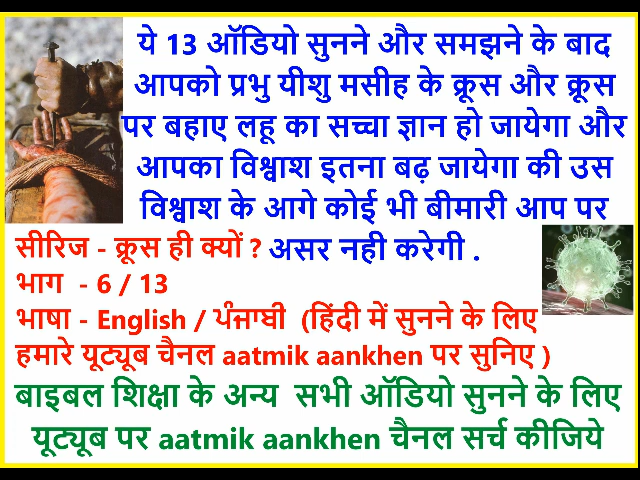 ये 13 ऑडियो सुनने और समझने के बाद
आपको प्रभु यीशु मसीह के क्रूस और क्रूस
पर बहाए लहू का सच्चा ज्ञान हो जायेगा और
आपका विश्वाश इतना बढ़ जायेगा की उस
विश्वाश के आगे कोई भी बीमारी आप पर
असर नही करेगी .
सीरिज - क्रूस ही क्यों ?
भाग - 6 / 13
भाषा - English / ਪੰਜਾਬੀ (हिंदी में सुनने के लिए
हमारे यूट्यूब चैनल aatmik aankhen पर सुनिए )
बाइबल शिक्षा के अन्य सभी ऑडियो सुनने के लिए
यूट्यूब पर aatmik aankhen चैनल सर्च कीजिये